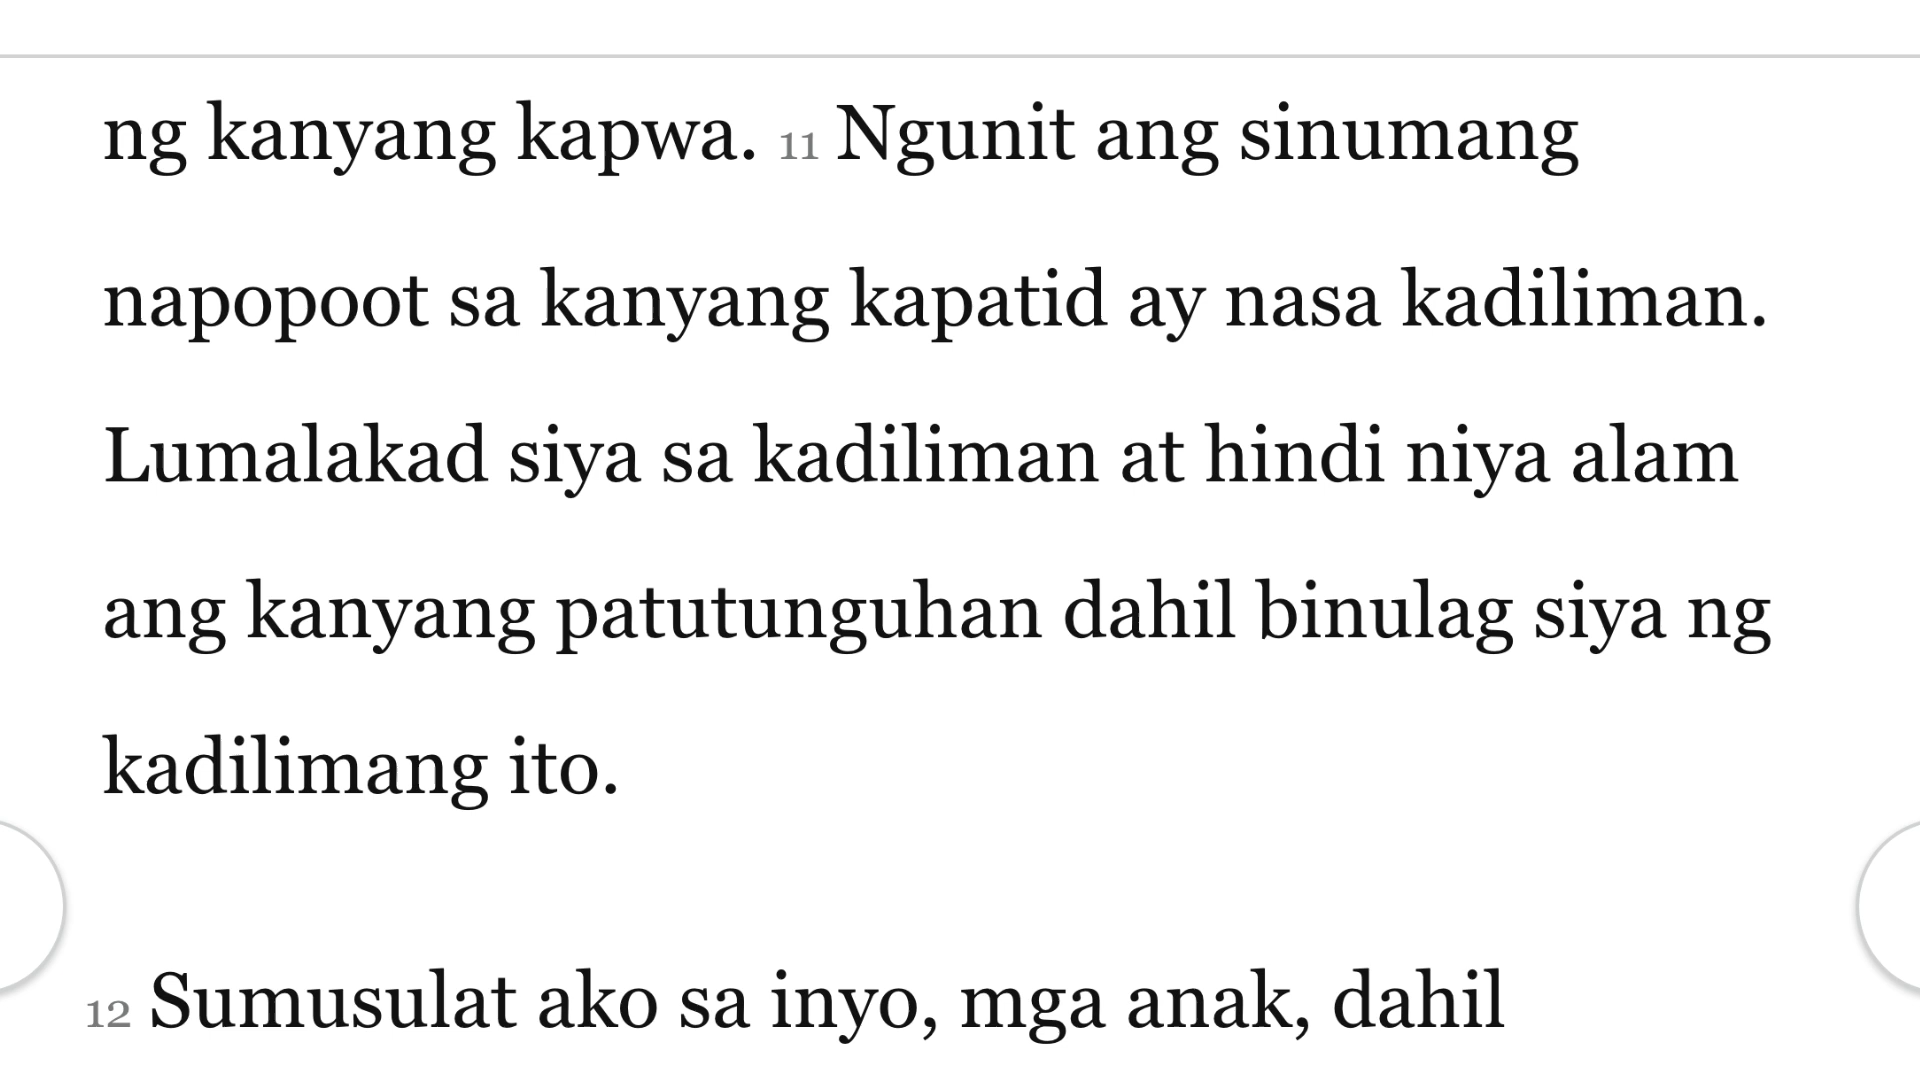 ng kanyang kapwa. 11 Ngunit ang sinumang
napopoot sa kanyang kapatid ay nasa kadiliman.
Lumalakad siya sa kadiliman at hindi niya alam
ang kanyang patutunguhan dahil binulag siya ng
kadilimang ito.
12 Sumusulat ako sa inyo, mga anak, dahil